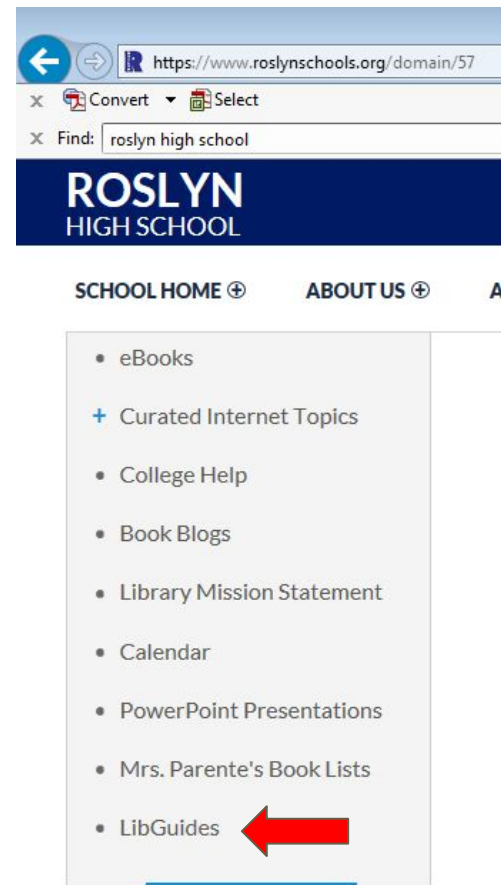 https://www.roslynschools.org/domain/57
x Convert Select
x Find: roslyn high school
ROSLYN
HIGH SCHOOL
SCHOOL HOME ABOUT US A
eBooks
+ Curated Internet Topics
College Help
Book Blogs
Library Mission Statement
Calendar
PowerPoint Presentations
Mrs. Parente's Book Lists
LibGuides